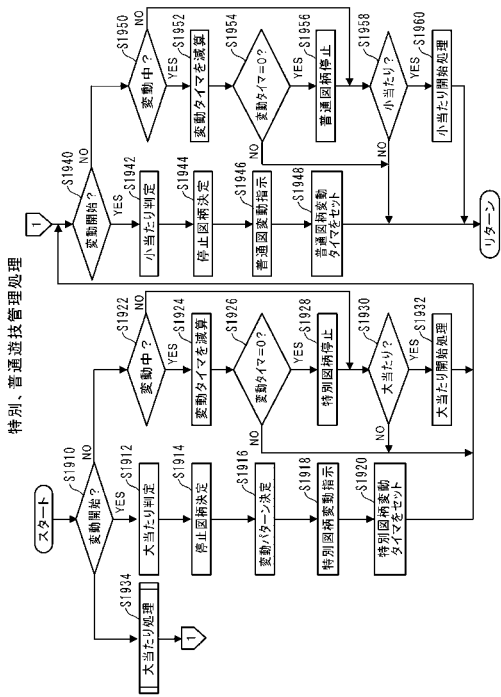 特別、普通遊技管理処理
スタート
S1910
変動開始？
NO
YES
S1912
大当たり判定
S1914
停止図柄決定
S1916
変動パターン決定
S1918
特別図柄変動指示
S1920
特別図柄変動
タイマをセット
S1934
大当たり処理
1
S1922
変動中？
NO
YES
S1924
変動タイマを減算
S1926
変動タイマ=0？
NO
YES
S1928
特別図柄停止
S1930
大当たり？
NO
YES
S1932
大当たり開始処理
1
S1940
変動開始？
NO
YES
S1942
小当たり判定
S1944
停止図柄決定
S1946
普通図変動指示
S1948
普通図柄変動
タイマをセット
S1950
変動中？
NO
YES
S1952
変動タイマを減算
S1954
変動タイマ=0？
NO
YES
S1956
普通図柄停止
S1958
小当たり？
NO
YES
S1960
小当たり開始処理
リターン